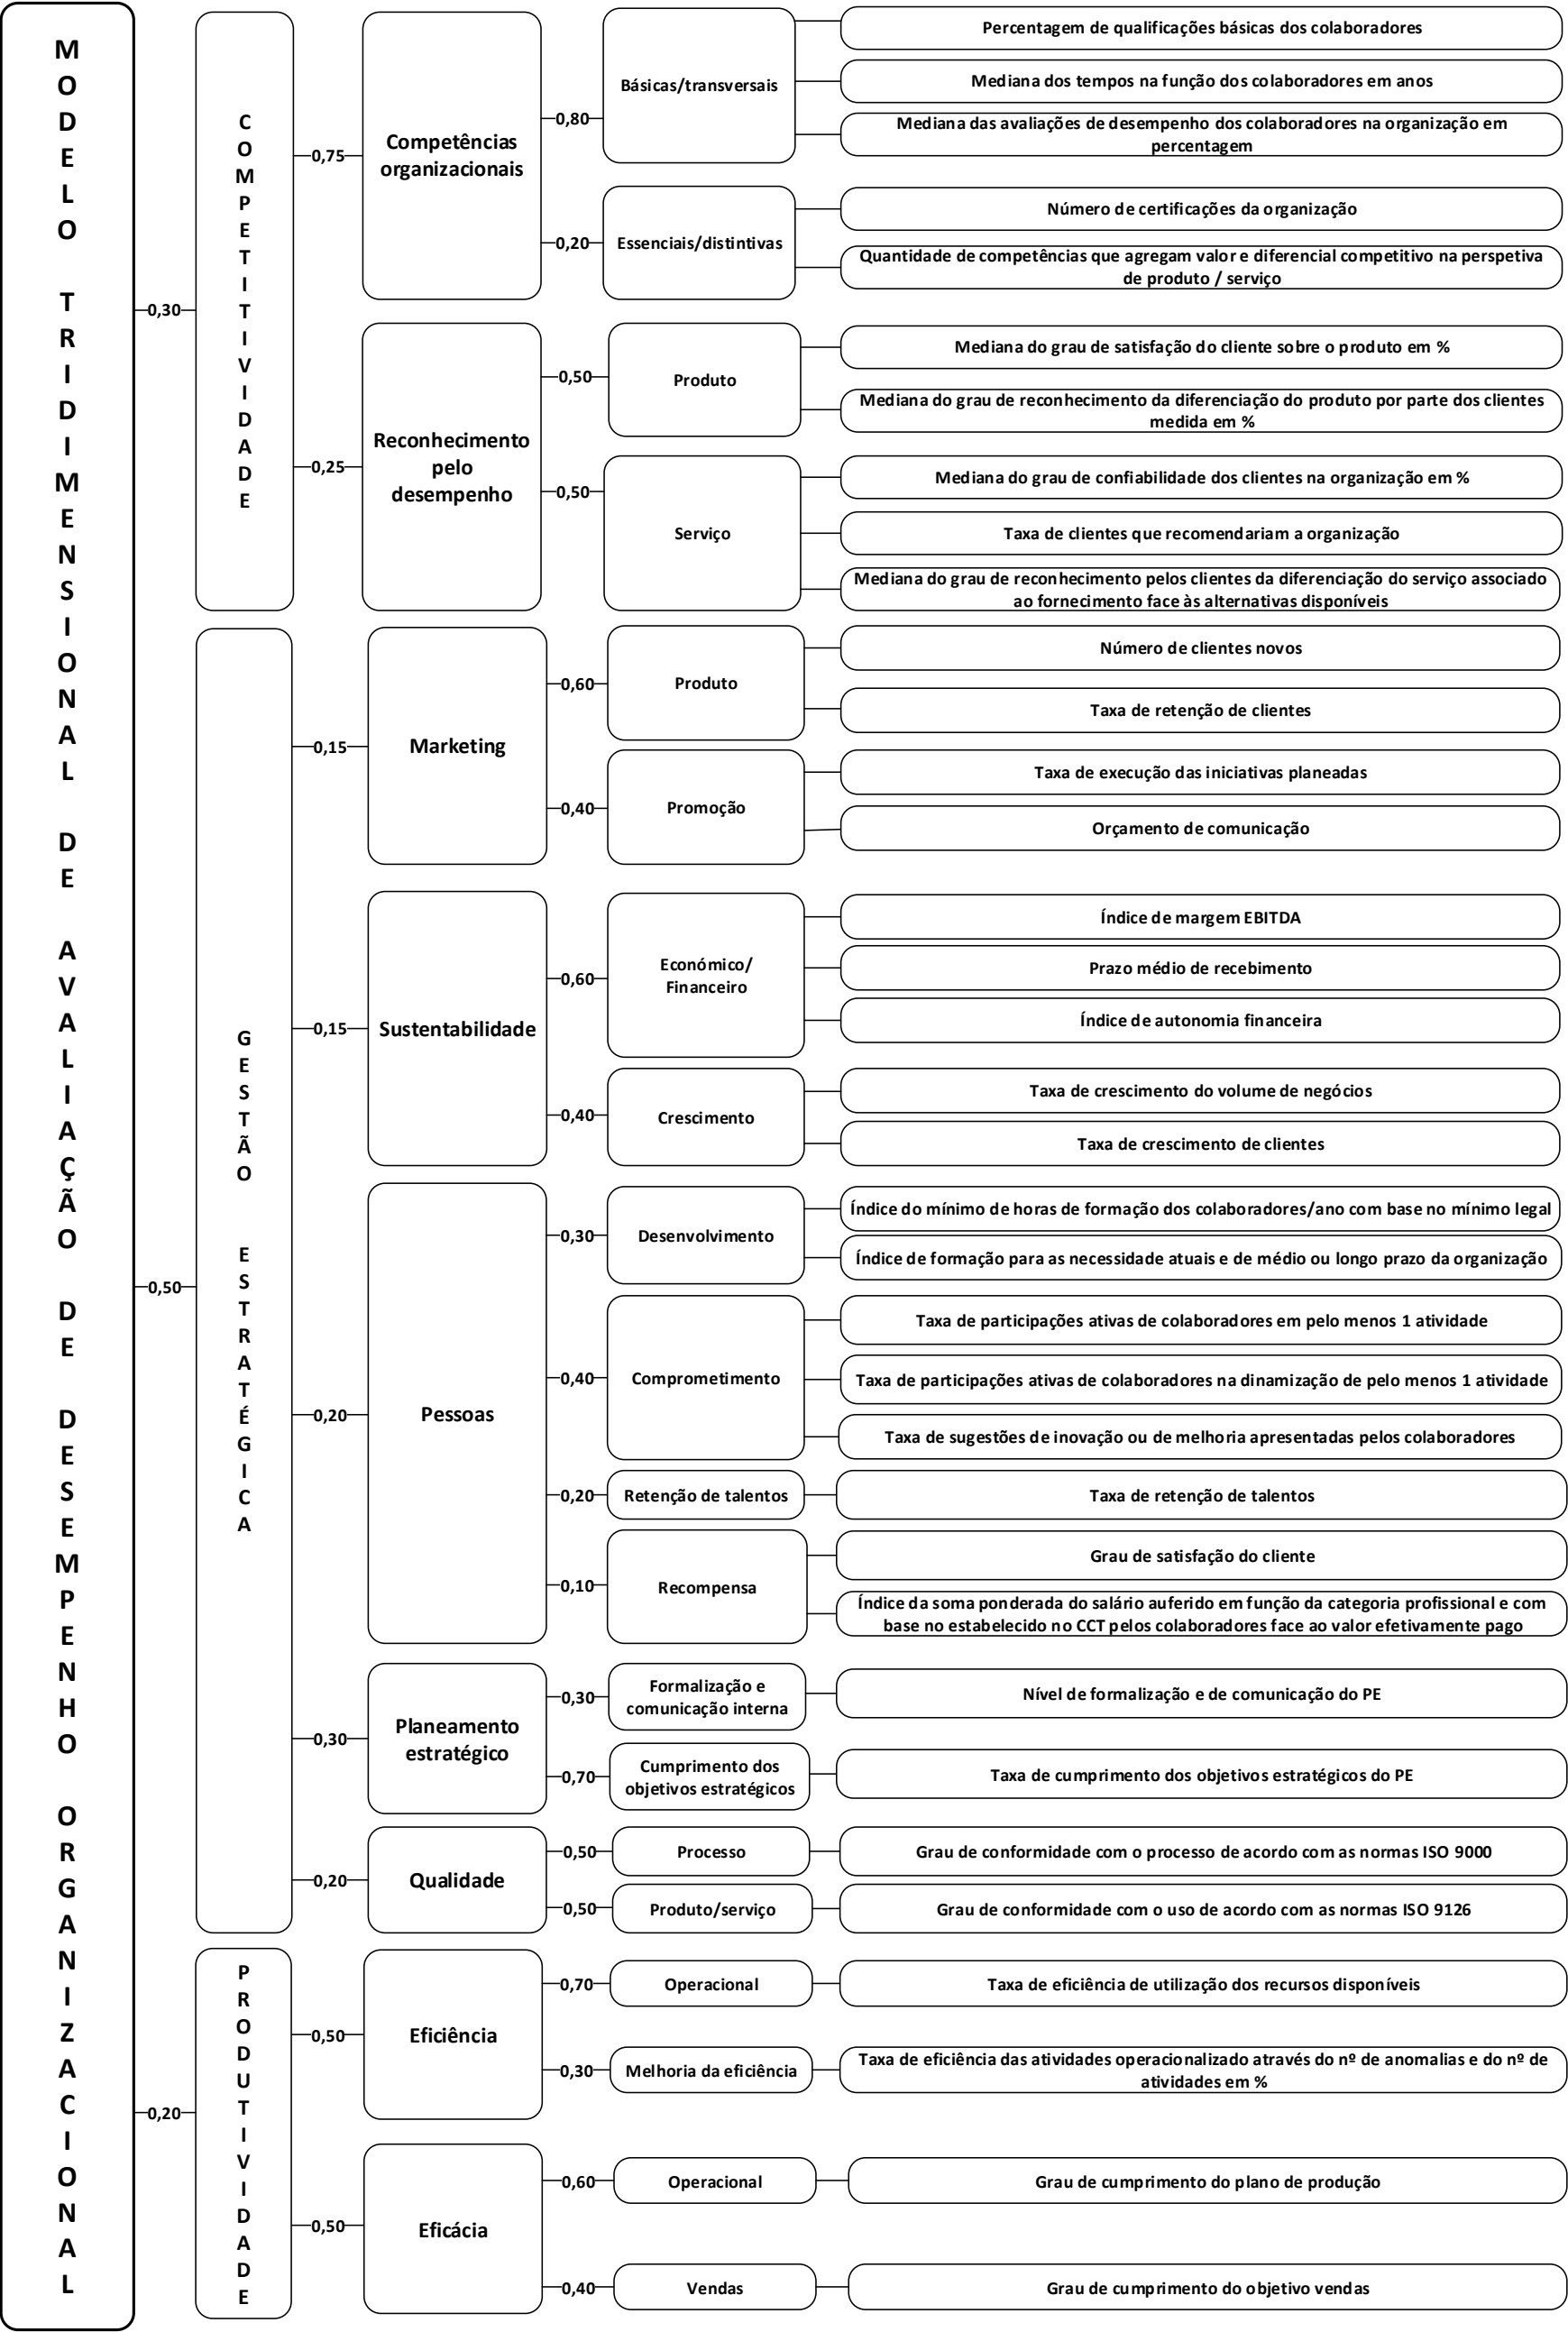 MODELO TRIDIMENSIONAL DE AVALIAÇÃO DE DESEMPENHO ORGANIZACIONAL
0,30
COMPETITIVIDADE
0,75
Competências
organizacionais
0,80
Básicas/transversais
Percentagem de qualificações básicas dos colaboradores
Mediana dos tempos na função dos colaboradores em anos
Mediana das avaliações de desempenho dos colaboradores na organização em
percentagem
0,20
Essenciais/distintivas
Número de certificações da organização
Quantidade de competências que agregam valor e diferencial competitivo na perspetiva
de produto / serviço
0,25
Reconhecimento
pelo
desempenho
0,50
Produto
Mediana do grau de satisfação do cliente sobre o produto em %
Mediana do grau de reconhecimento da diferenciação do produto por parte dos clientes
medida em %
0,50
Serviço
Mediana do grau de confiabilidade dos clientes na organização em %
Taxa de clientes que recomendariam a organização
Mediana do grau de reconhecimento pelos clientes da diferenciação do serviço associado
ao fornecimento face às alternativas disponíveis
0,50
GESTÃO ESTRATÉGICA
0,15
Marketing
0,60
Produto
Número de clientes novos
Taxa de retenção de clientes
0,40
Promoção
Taxa de execução das iniciativas planeadas
Orçamento de comunicação
0,15
Sustentabilidade
0,60
Económico/
Financeiro
Índice de margem EBITDA
Prazo médio de recebimento
Índice de autonomia financeira
0,40
Crescimento
Taxa de crescimento do volume de negócios
Taxa de crescimento de clientes
0,20
Pessoas
0,30
Desenvolvimento
Índice do mínimo de horas de formação dos colaboradores/ano com base no mínimo legal
Índice de formação para as necessidade atuais e de médio ou longo prazo da organização
0,40
Comprometimento
Taxa de participações ativas de colaboradores em pelo menos 1 atividade
Taxa de participações ativas de colaboradores na dinamização de pelo menos 1 atividade
Taxa de sugestões de inovação ou de melhoria apresentadas pelos colaboradores
0,20
Retenção de talentos
Taxa de retenção de talentos
0,10
Recompensa
Grau de satisfação do cliente
Índice da soma ponderada do salário auferido em função da categoria profissional e com
base no estabelecido no CCT pelos colaboradores face ao valor efetivamente pago
0,30
Planeamento
estratégico
0,30
Formalização e
comunicação interna
Nível de formalização e de comunicação do PE
0,70
Cumprimento dos
objetivos estratégicos
Taxa de cumprimento dos objetivos estratégicos do PE
0,20
Qualidade
0,50
Processo
Grau de conformidade com o processo de acordo com as normas ISO 9000
0,50
Produto/serviço
Grau de conformidade com o uso de acordo com as normas ISO 9126
0,20
PRODUTIVIDADE
0,50
Eficiência
0,70
Operacional
Taxa de eficiência de utilização dos recursos disponíveis
0,30
Melhoria da eficiência
Taxa de eficiência das atividades operacionalizado através do nº de anomalias e do nº de
atividades em %
0,50
Eficácia
0,60
Operacional
Grau de cumprimento do plano de produção
0,40
Vendas
Grau de cumprimento do objetivo vendas